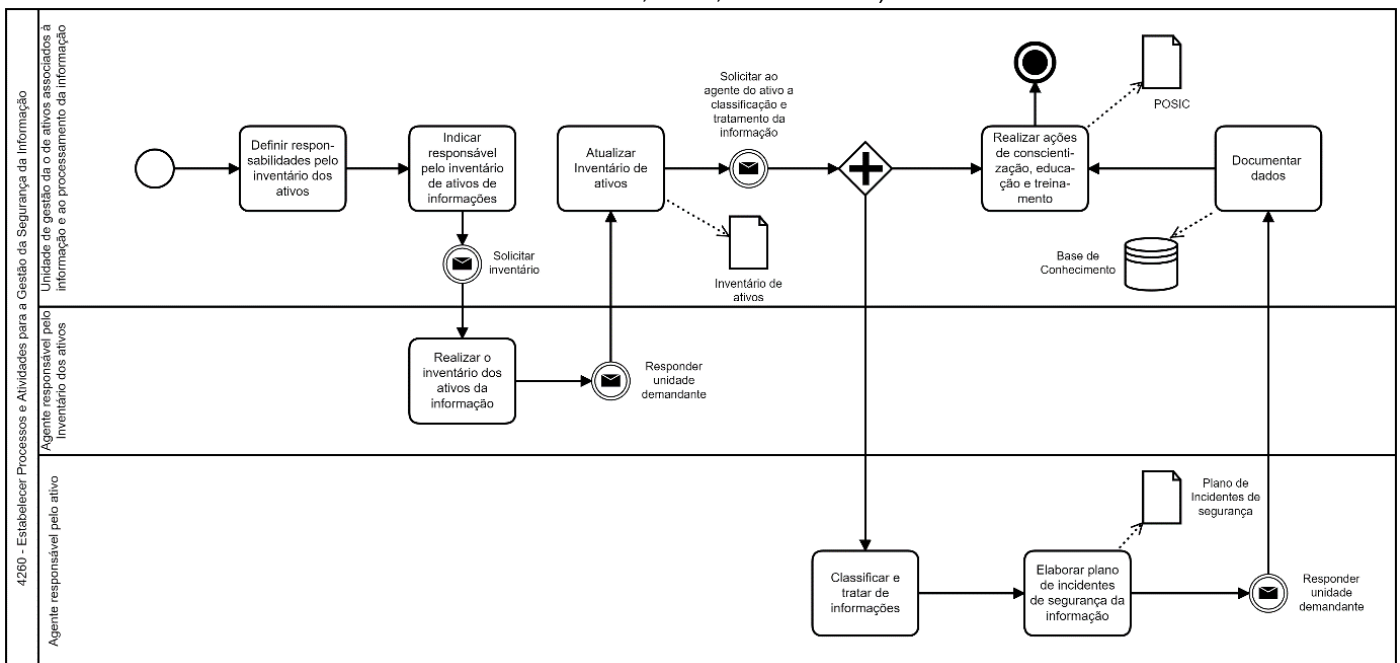 4260 - Estabelecer Processos e Atividades para a Gestão da Segurança da Informação
Unidade de gestão da o de ativos associados à
informação e ao processamento da informação
Definir respon-
sabilidades pelo
inventário dos
ativos
Indicar
responsável
pelo inventário
de ativos de
informações
Solicitar
inventário
Atualizar
Inventário de
ativos
Inventário de
ativos
Solicitar ao
agente do ativo a
classificação e
tratamento da
informação
Realizar ações
de conscienti-
zação, educa-
ção e treina-
mento
POSIC
Documentar
dados
Base de
Conhecimento
Agente responsável pelo
Inventário dos ativos
Realizar o
inventário dos
ativos da
informação
Responder
unidade
demandante
Agente responsável pelo ativo
Classificar e
tratar de
informações
Elaborar plano
de incidentes
de segurança da
informação
Plano de
Incidentes de
segurança
Responder
unidade
demandante